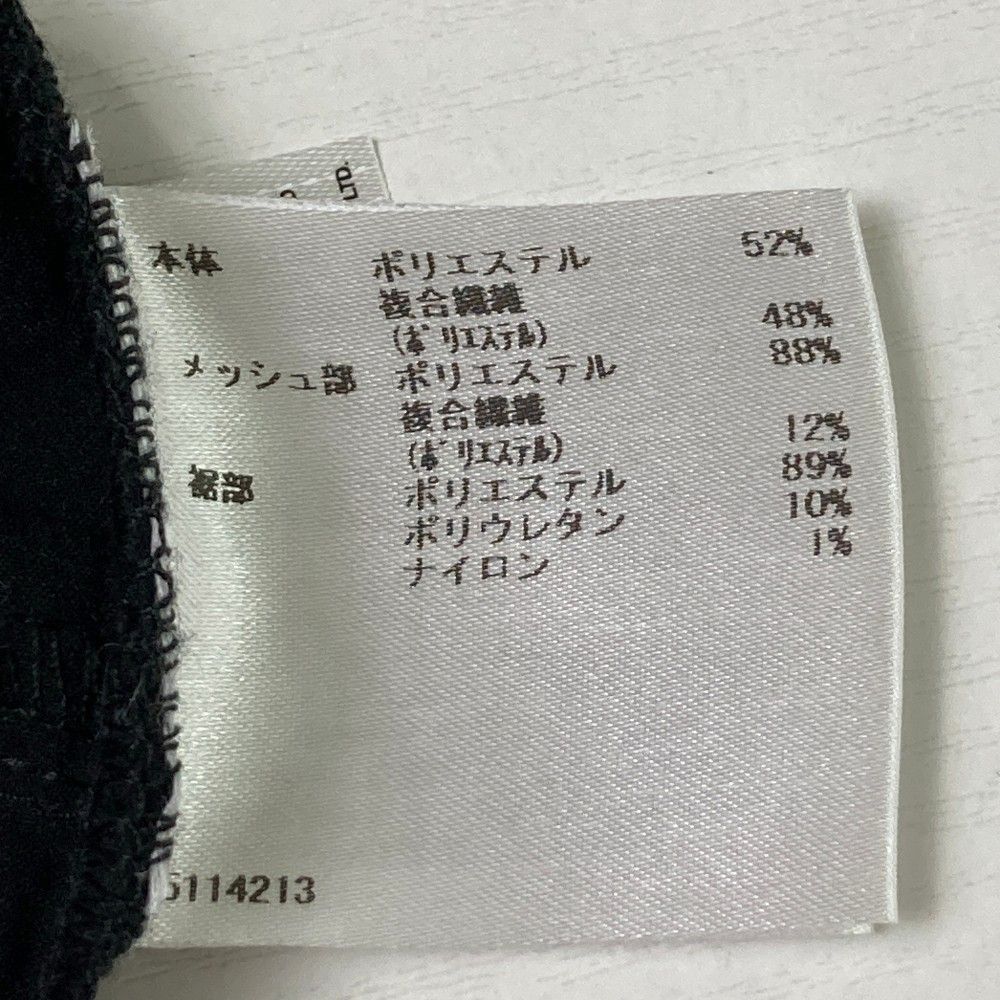 LTD.
本体 ポリエステル 52%
複合繊維
(ポリエステル) 48%
メッシュ部 ポリエステル 88%
複合繊維
(ポリエステル) 12%
ポリエステル 89%
ポリウレタン 10%
ナイロン 1%
5114213